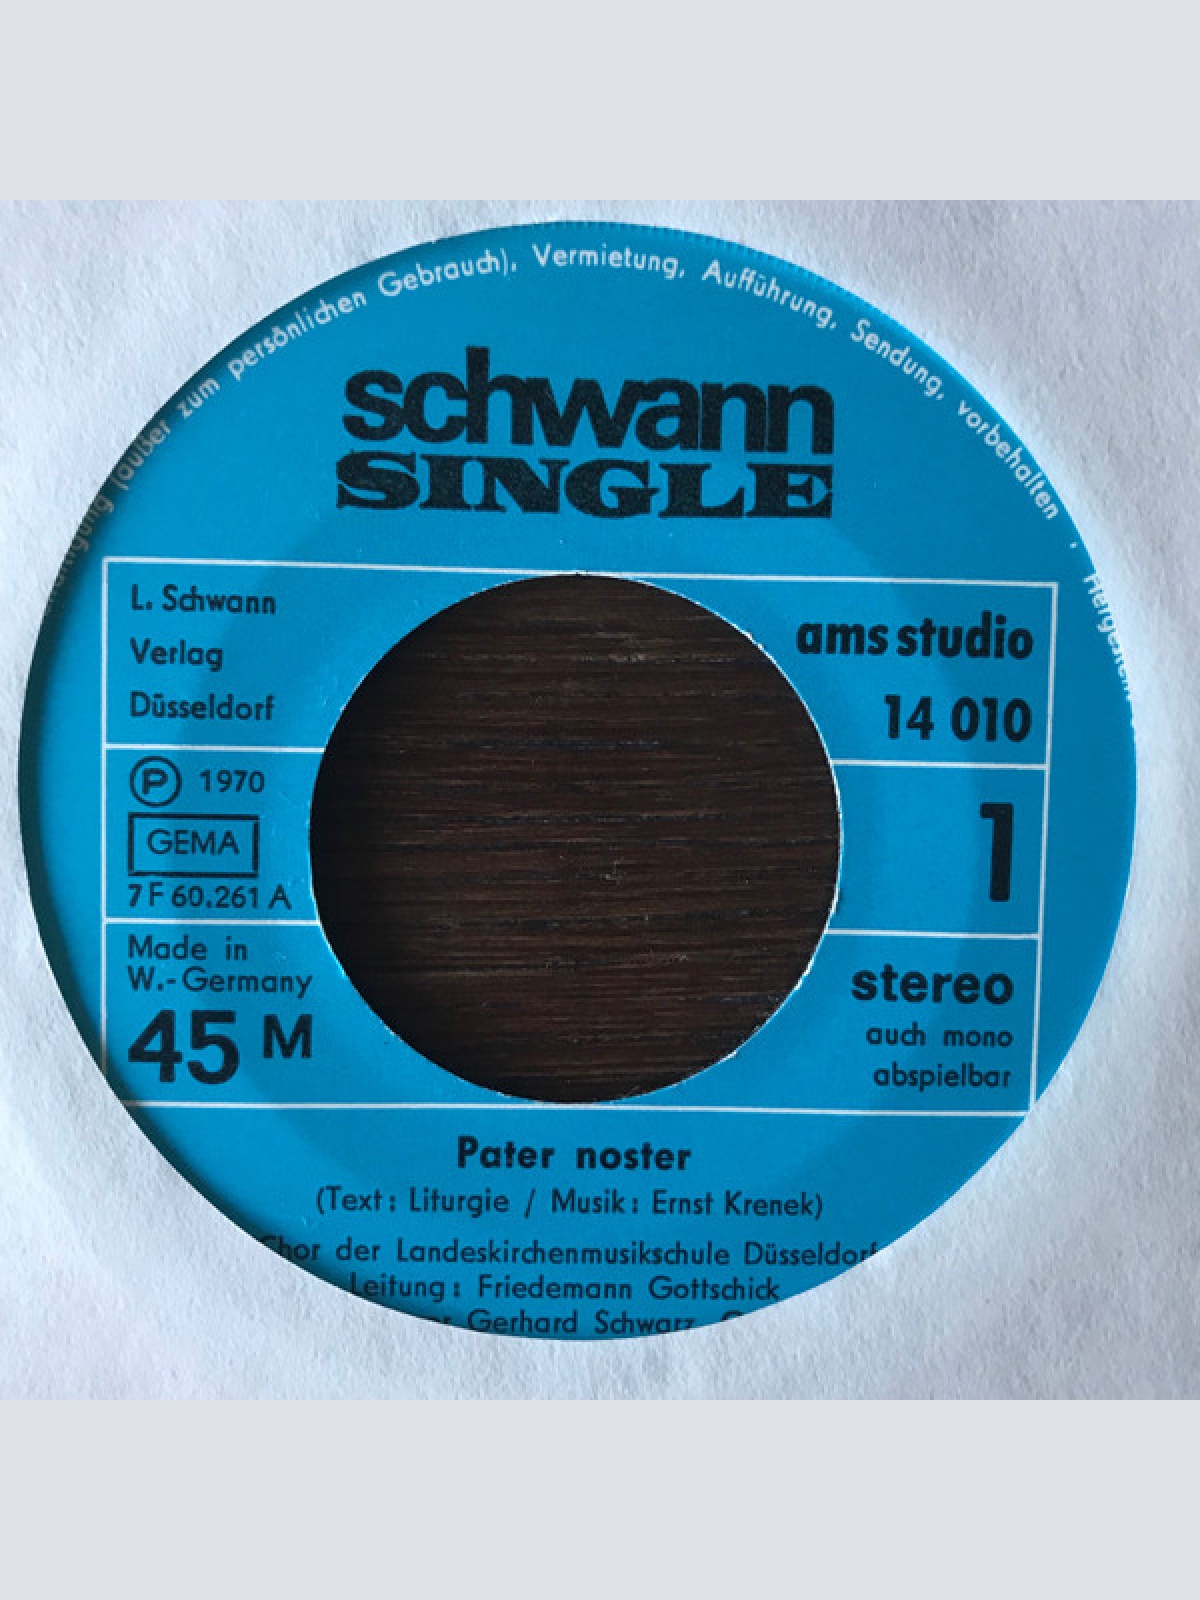 (außer zum persönlichen Gebrauch), Vermietung, Aufführung, Sendung, vorbehalten
schwann
SINGLE
L. Schwann
Verlag
Düsseldorf
ams studio
14 010
Ⓟ 1970
GEMA
7 F 60.261 A
1
Made in
W.-Germany
45 M
stereo
auch mono
abspielbar
Pater noster
(Text: Liturgie / Musik: Ernst Krenek)
Chor der Landeskirchenmusikschule Düsseldorf
Leitung: Friedemann Gottschick
Gerhard Schwarz